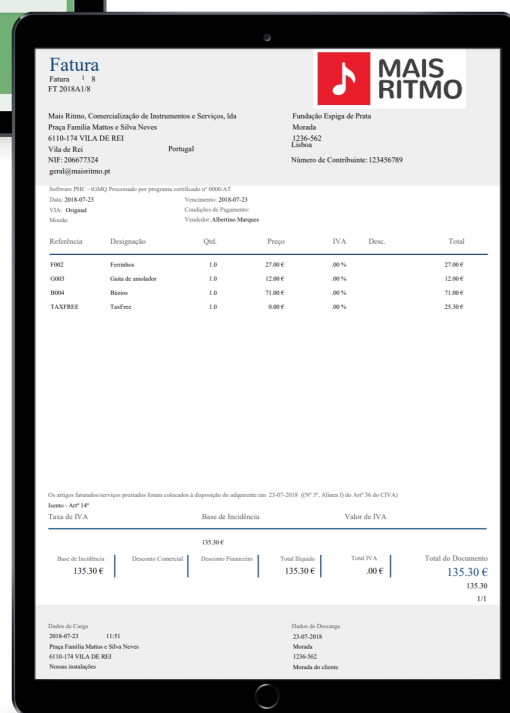 Fatura
MAIS
RITMO
Fatura 1 8
FT 2018A1/8
Mais Ritmo, Comercialização de Instrumentos e Serviços, lda
Praça Família Mattos e Silva Neves
6110-174 VILA DE REI
Vila de Rei Portugal
NIF: 206677324
geral@maisritmo.pt
Fundação Espiga de Prata
Morada
1236-562
Lisboa
Número de Contribuinte: 123456789
Software PHC - tGMQ Processado por programa certificado nº 0006/AT
Data: 2018-07-23 Vencimento: 2018-07-23
VIA: Original Condições de Pagamento:
Moeda: Vendedor: Albertino Marques
Referência Designação Qtd. Preço IVA Desc. Total
F002 Ferrinhos 1.0 27.00 € .00 % 27.00 €
G003 Gaita de amolador 1.0 12.00 € .00 % 12.00 €
B004 Búzios 1.0 71.00 € .00 % 71.00 €
TAXFREE TaxFree 1.0 0.00 € .00 % 25.30 €
Os artigos faturados/serviços prestados foram colocados à disposição do adquirente em 23-07-2018 ((Nº 5º, Alínea f) do Artº 36 do CIVA)
Isento - Artº 14º
Taxa de IVA Base de Incidência Valor de IVA
135.30 €
Base de Incidência Desconto Comercial Desconto Financeiro Total Ilíquido Total IVA Total do Documento
135.30 € 135.30 € .00 € 135.30 €
135.30
1/1
Dados de Carga
2018-07-23 11:51
Praça Família Mattos e Silva Neves
6110-174 VILA DE REI
Nossas instalações
Dados de Descarga
23-07-2018
Morada
1236-562
Morada do cliente